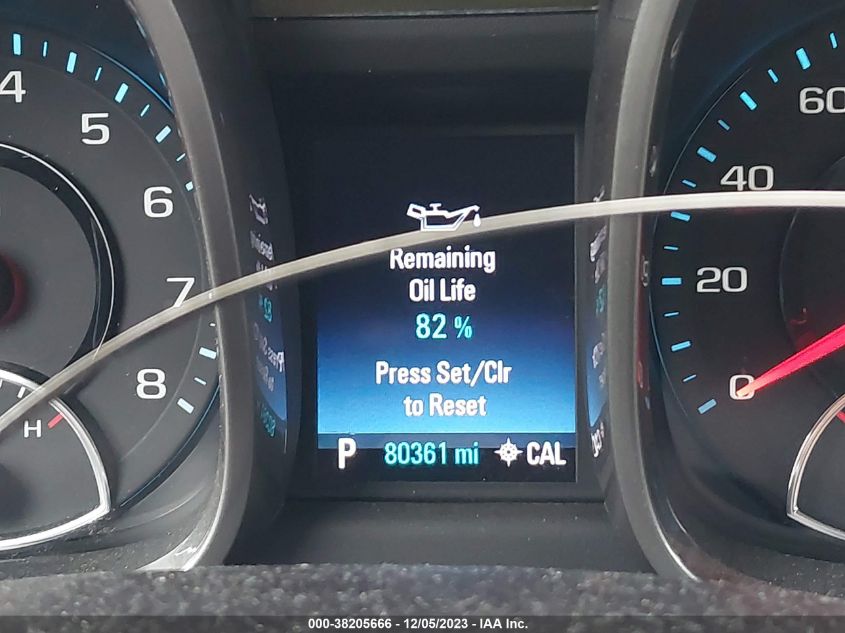 4
5
6
7
8
H
Remaining
Oil Life
82 %
Press Set/Clr
to Reset
P 80361 mi CAL
60
40
20
0
000-38205666 - 12/05/2023 - IAA Inc.